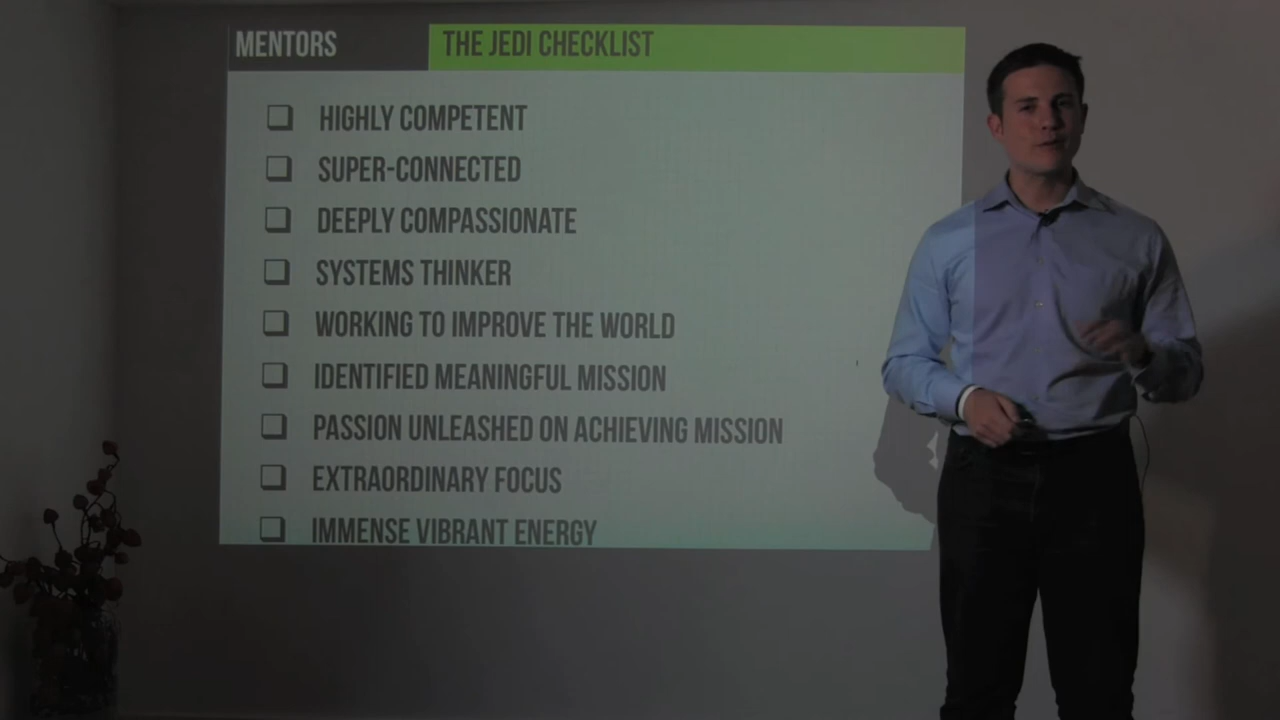 MENTORS
THE JEDI CHECKLIST
HIGHLY COMPETENT
SUPER-CONNECTED
DEEPLY COMPASSIONATE
SYSTEMS THINKER
WORKING TO IMPROVE THE WORLD
IDENTIFIED MEANINGFUL MISSION
PASSION UNLEASHED ON ACHIEVING MISSION
EXTRAORDINARY FOCUS
IMMENSE VIBRANT ENERGY